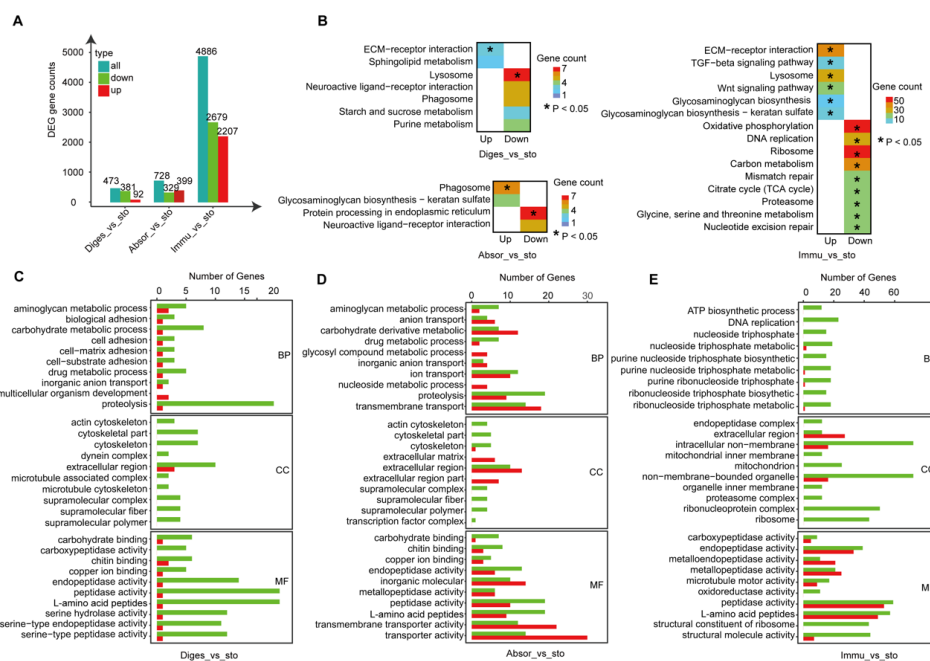 A
type
all
down
up
DEG gene counts
5000
4000
3000
2000
1000
0
473
381
92
728
329
399
4886
2679
2207
Diges_vs_sto
Absor_vs_sto
Immu_vs_sto
B
ECM−receptor interaction
Sphingolipid metabolism
Lysosome
Neuroactive ligand−receptor interaction
Phagosome
Starch and sucrose metabolism
Purine metabolism
Up Down
Diges_vs_sto
Gene count
7
4
1
* P < 0.05
Phagosome
Glycosaminoglycan biosynthesis − keratan sulfate
Protein processing in endoplasmic reticulum
Neuroactive ligand−receptor interaction
Up Down
Absor_vs_sto
Gene count
7
4
1
* P < 0.05
ECM−receptor interaction
TGF−beta signaling pathway
Lysosome
Wnt signaling pathway
Glycosaminoglycan biosynthesis
Glycosaminoglycan biosynthesis − keratan sulfate
Oxidative phosphorylation
DNA replication
Ribosome
Carbon metabolism
Mismatch repair
Citrate cycle (TCA cycle)
Proteasome
Glycine, serine and threonine metabolism
Nucleotide excision repair
Up Down
Immu_vs_sto
Gene count
50
30
10
* P < 0.05
C
Number of Genes
0 5 10 15 20
aminoglycan metabolic process
biological adhesion
carbohydrate metabolic process
cell adhesion
cell−matrix adhesion
cell−substrate adhesion
drug metabolic process
inorganic anion transport
multicellular organism development
proteolysis
BP
actin cytoskeleton
cytoskeletal part
cytoskeleton
dynein complex
extracellular region
microtubule associated complex
microtubule cytoskeleton
supramolecular complex
supramolecular fiber
supramolecular polymer
CC
carbohydrate binding
carboxypeptidase activity
chitin binding
copper ion binding
endopeptidase activity
peptidase activity
L−amino acid peptides
serine hydrolase activity
serine−type endopeptidase activity
serine−type peptidase activity
MF
Diges_vs_sto
D
Number of Genes
0 10 20 30
aminoglycan metabolic process
anion transport
carbohydrate derivative metabolic
drug metabolic process
glycosyl compound metabolic process
inorganic anion transport
ion transport
nucleoside metabolic process
proteolysis
transmembrane transport
BP
actin cytoskeleton
cytoskeletal part
cytoskeleton
extracellular matrix
extracellular region
extracellular region part
supramolecular complex
supramolecular fiber
supramolecular polymer
transcription factor complex
CC
carbohydrate binding
chitin binding
copper ion binding
endopeptidase activity
inorganic molecular
metallopeptidase activity
peptidase activity
L−amino acid peptides
transmembrane transporter activity
transporter activity
MF
Absor_vs_sto
E
Number of Genes
0 20 40 60
ATP biosynthetic process
DNA replication
nucleoside triphosphate
nucleoside triphosphate metabolic
purine nucleoside triphosphate biosynthetic
purine nucleoside triphosphate metabolic
purine ribonucleoside triphosphate
ribonucleoside triphosphate biosynthetic
ribonucleoside triphosphate metabolic
B
endopeptidase complex
extracellular region
intracellular non−membrane
mitochondrial inner membrane
mitochondrion
non−membrane−bounded organelle
organelle inner membrane
proteasome complex
ribonucleoprotein complex
ribosome
carboxypeptidase activity
endopeptidase activity
metalloendopeptidase activity
metallopeptidase activity
microtubule motor activity
oxidoreductase activity
peptidase activity
L−amino acid peptides
structural constituent of ribosome
structural molecule activity
M
Immu_vs_sto